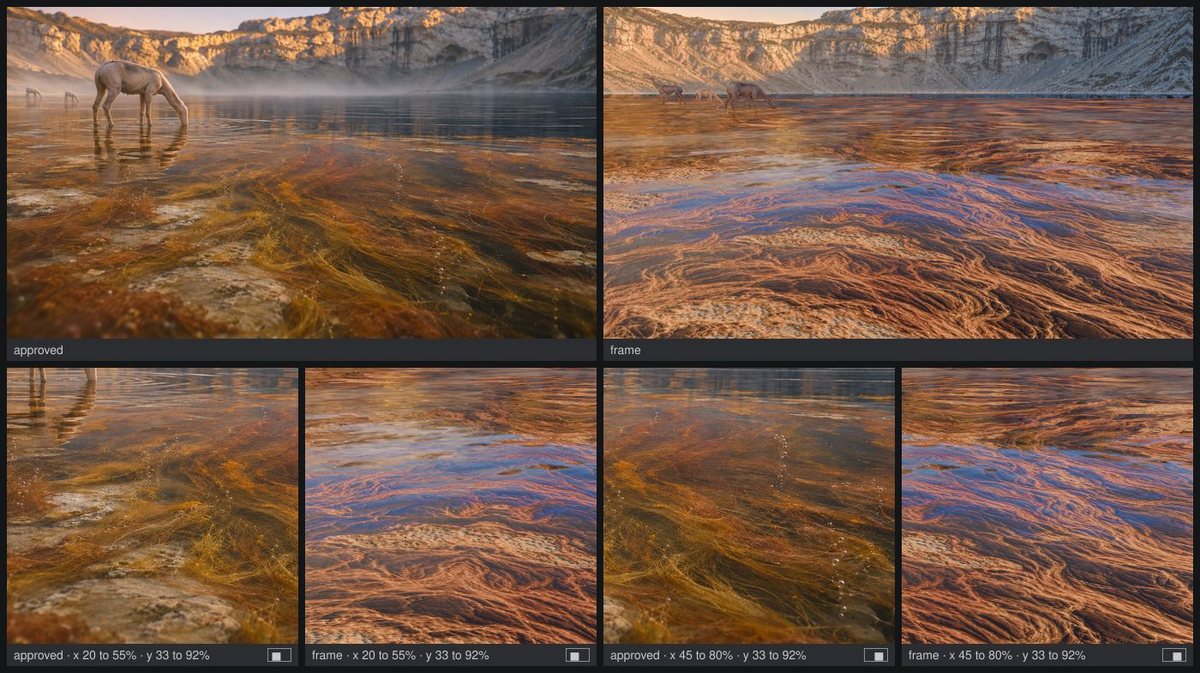 approved
frame
approved · x 20 to 55% · y 33 to 92%
frame · x 20 to 55% · y 33 to 92%
approved · x 45 to 80% · y 33 to 92%
frame · x 45 to 80% · y 33 to 92%